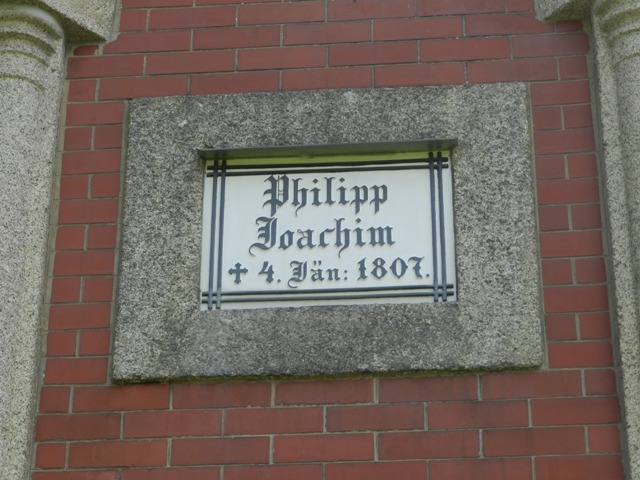 Philipp
Joachim
✝ 4. Jän: 1807.